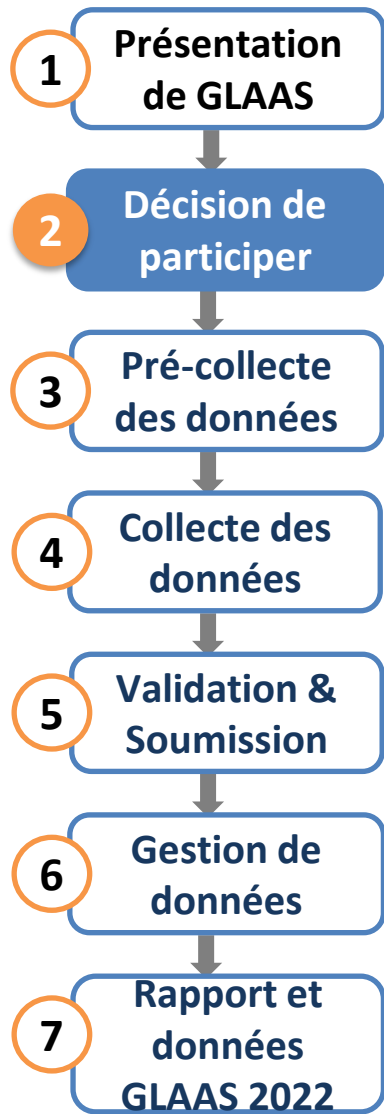 1
Présentation
de GLAAS
2
Décision de
participer
3
Pré-collecte
des données
4
Collecte des
données
5
Validation &
Soumission
6
Gestion de
données
7
Rapport et
données
GLAAS 2022